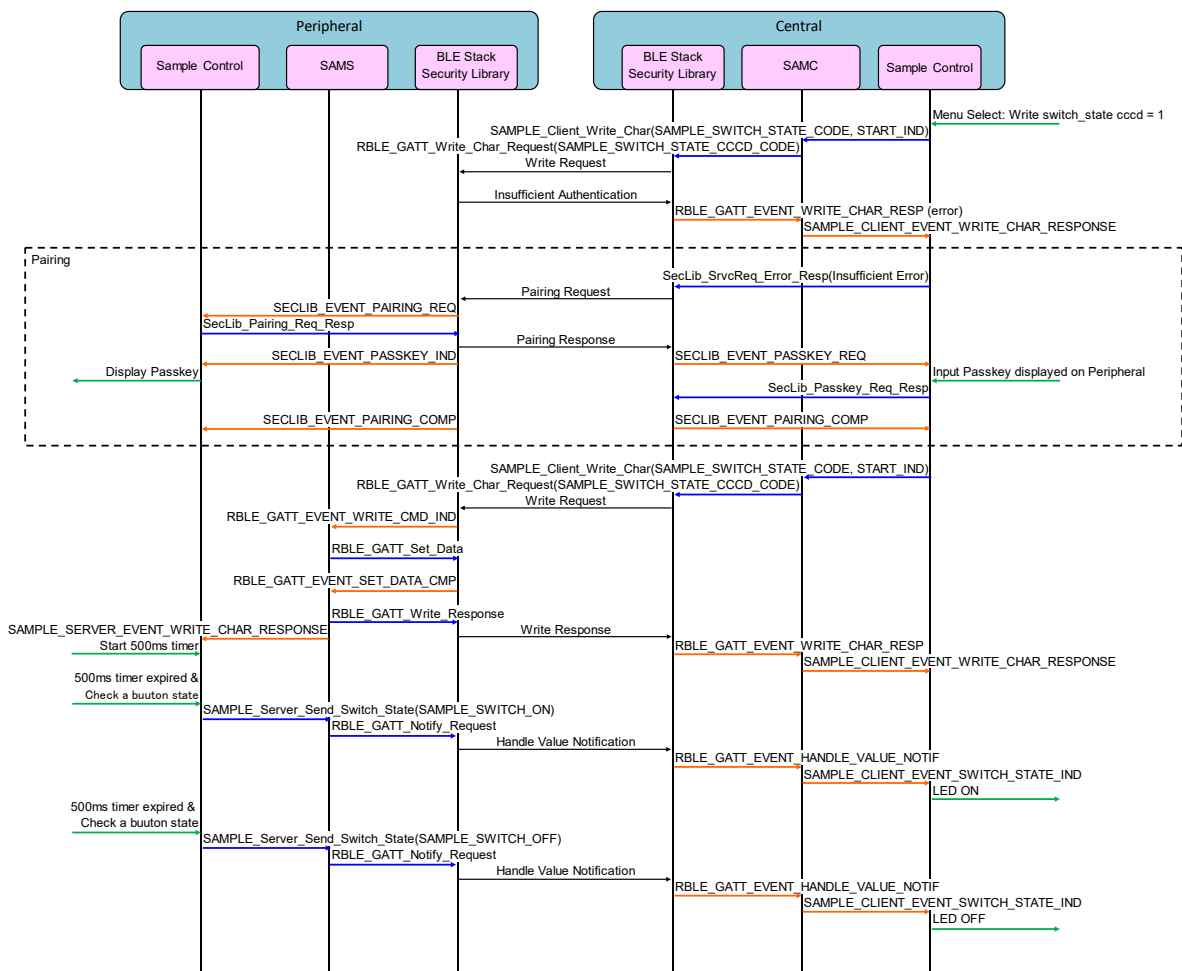 Peripheral
Central
Sample Control
SAMS
BLE Stack
Security Library
BLE Stack
Security Library
SAMC
Sample Control
Menu Select: Write switch_state cccd = 1
SAMPLE_Client_Write_Char(SAMPLE_SWITCH_STATE_CODE, START_IND)
RBLE_GATT_Write_Char_Request(SAMPLE_SWITCH_STATE_CCCD_CODE)
Write Request
Insufficient Authentication
RBLE_GATT_EVENT_WRITE_CHAR_RESP (error)
SAMPLE_CLIENT_EVENT_WRITE_CHAR_RESPONSE
Pairing
SecLib_SrvcReq_Error_Resp(Insufficient Error)
Pairing Request
SECLIB_EVENT_PAIRING_REQ
SecLib_Pairing_Req_Resp
Pairing Response
SECLIB_EVENT_PASSKEY_IND
SECLIB_EVENT_PASSKEY_REQ
Display Passkey
Input Passkey displayed on Peripheral
SecLib_Passkey_Req_Resp
SECLIB_EVENT_PAIRING_COMP
SECLIB_EVENT_PAIRING_COMP
SAMPLE_Client_Write_Char(SAMPLE_SWITCH_STATE_CODE, START_IND)
RBLE_GATT_Write_Char_Request(SAMPLE_SWITCH_STATE_CCCD_CODE)
Write Request
RBLE_GATT_EVENT_WRITE_CMD_IND
RBLE_GATT_Set_Data
RBLE_GATT_EVENT_SET_DATA_CMP
RBLE_GATT_Write_Response
SAMPLE_SERVER_EVENT_WRITE_CHAR_RESPONSE
Write Response
Start 500ms timer
RBLE_GATT_EVENT_WRITE_CHAR_RESP
SAMPLE_CLIENT_EVENT_WRITE_CHAR_RESPONSE
500ms timer expired &
Check a buuton state
SAMPLE_Server_Send_Switch_State(SAMPLE_SWITCH_ON)
RBLE_GATT_Notify_Request
Handle Value Notification
RBLE_GATT_EVENT_HANDLE_VALUE_NOTIF
SAMPLE_CLIENT_EVENT_SWITCH_STATE_IND
LED ON
500ms timer expired &
Check a buuton state
SAMPLE_Server_Send_Switch_State(SAMPLE_SWITCH_OFF)
RBLE_GATT_Notify_Request
Handle Value Notification
RBLE_GATT_EVENT_HANDLE_VALUE_NOTIF
SAMPLE_CLIENT_EVENT_SWITCH_STATE_IND
LED OFF